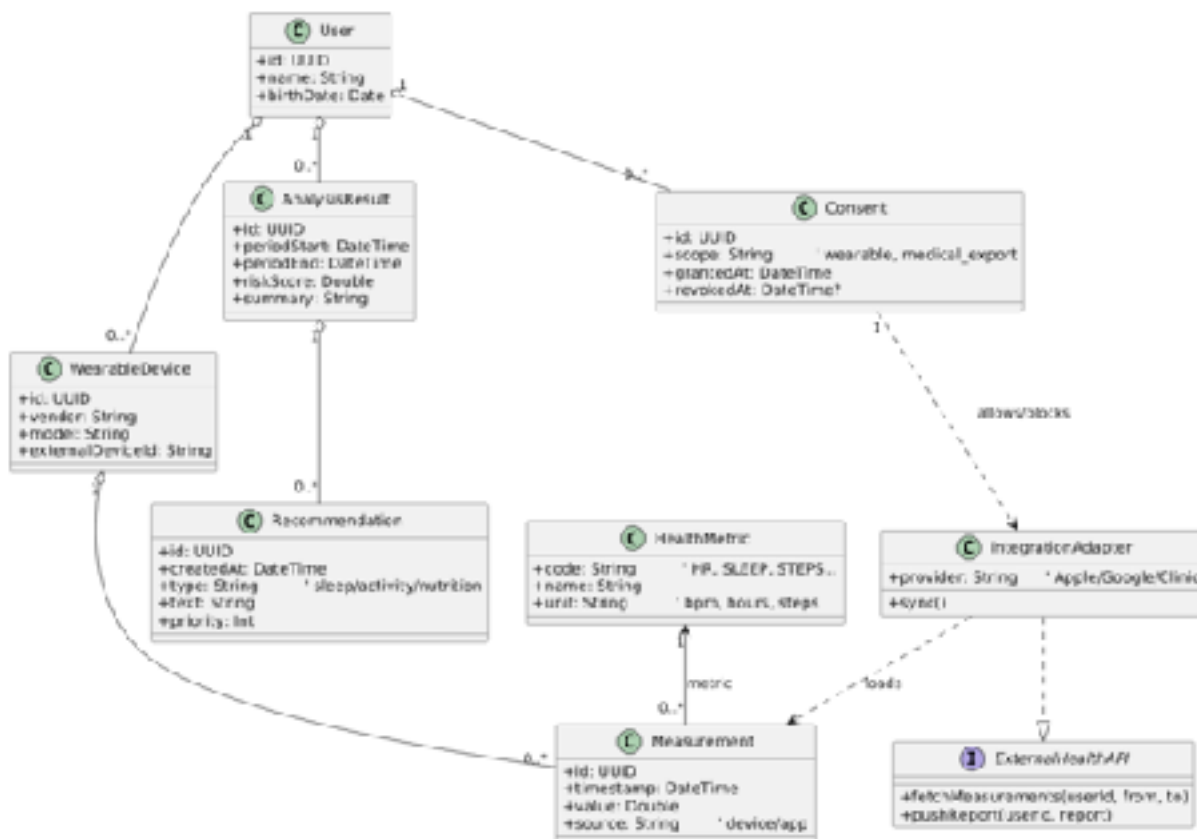 C User
+id: UUID
+name: String
+birthDate: Date
1
1
1
0..*
0..*
C AnalysisResult
+id: UUID
+periodStart: DateTime
+periodEnd: DateTime
+riskScore: Double
+summary: String
1
C Consent
+id: UUID
+scope: String ' wearable, medical_export
+grantedAt: DateTime
+revokedAt: DateTime?
1
0..*
C WearableDevice
+id: UUID
+vendor: String
+model: String
+externalDeviceId: String
1
allows/blocks
0..*
C Recommendation
+id: UUID
+createdAt: DateTime
+type: String ' sleep/activity/nutrition
+text: String
+priority: Int
C HealthMetric
+code: String ' HR, SLEEP, STEPS...
+name: String
+unit: String ' bpm, hours, steps
1
C IntegrationAdapter
+provider: String ' Apple/Google/Clinic
+sync()
metric
loads
0..*
0..*
C Measurement
+id: UUID
+timestamp: DateTime
+value: Double
+source: String ' device/app
I ExternalHealthAPI
+fetchMeasurements(userId, from, to)
+pushReport(userId, report)